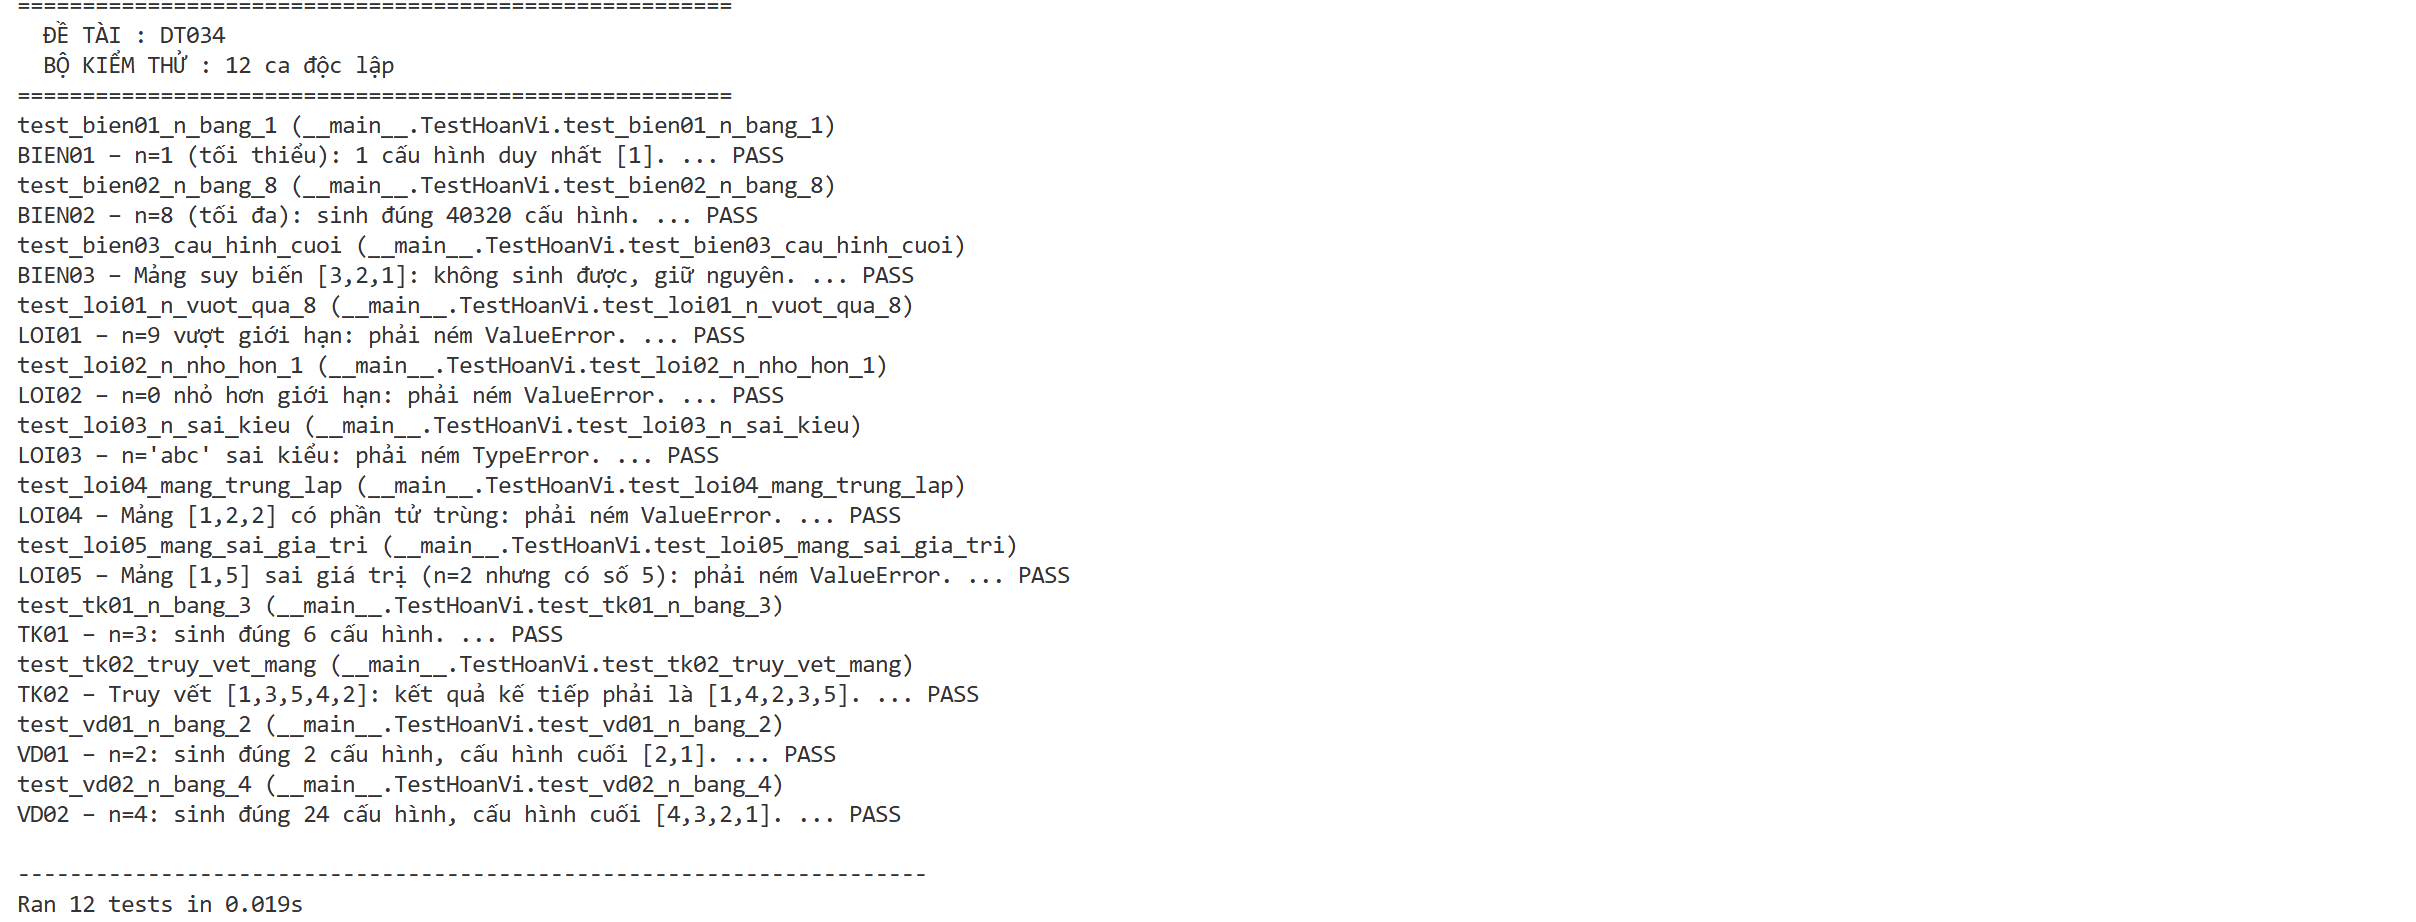 =======================================================
ĐỀ TÀI : DT034
BỘ KIỂM THỬ : 12 ca độc lập
=======================================================
test_bien01_n_bang_1 (__main__.TestHoanVi.test_bien01_n_bang_1)
BIEN01 – n=1 (tối thiểu): 1 cấu hình duy nhất [1]. ... PASS
test_bien02_n_bang_8 (__main__.TestHoanVi.test_bien02_n_bang_8)
BIEN02 – n=8 (tối đa): sinh đúng 40320 cấu hình. ... PASS
test_bien03_cau_hinh_cuoi (__main__.TestHoanVi.test_bien03_cau_hinh_cuoi)
BIEN03 – Mảng suy biến [3,2,1]: không sinh được, giữ nguyên. ... PASS
test_loi01_n_vuot_qua_8 (__main__.TestHoanVi.test_loi01_n_vuot_qua_8)
LOI01 – n=9 vượt giới hạn: phải ném ValueError. ... PASS
test_loi02_n_nho_hon_1 (__main__.TestHoanVi.test_loi02_n_nho_hon_1)
LOI02 – n=0 nhỏ hơn giới hạn: phải ném ValueError. ... PASS
test_loi03_n_sai_kieu (__main__.TestHoanVi.test_loi03_n_sai_kieu)
LOI03 – n='abc' sai kiểu: phải ném TypeError. ... PASS
test_loi04_mang_trung_lap (__main__.TestHoanVi.test_loi04_mang_trung_lap)
LOI04 – Mảng [1,2,2] có phần tử trùng: phải ném ValueError. ... PASS
test_loi05_mang_sai_gia_tri (__main__.TestHoanVi.test_loi05_mang_sai_gia_tri)
LOI05 – Mảng [1,5] sai giá trị (n=2 nhưng có số 5): phải ném ValueError. ... PASS
test_tk01_n_bang_3 (__main__.TestHoanVi.test_tk01_n_bang_3)
TK01 – n=3: sinh đúng 6 cấu hình. ... PASS
test_tk02_truy_vet_mang (__main__.TestHoanVi.test_tk02_truy_vet_mang)
TK02 – Truy vết [1,3,5,4,2]: kết quả kế tiếp phải là [1,4,2,3,5]. ... PASS
test_vd01_n_bang_2 (__main__.TestHoanVi.test_vd01_n_bang_2)
VD01 – n=2: sinh đúng 2 cấu hình, cấu hình cuối [2,1]. ... PASS
test_vd02_n_bang_4 (__main__.TestHoanVi.test_vd02_n_bang_4)
VD02 – n=4: sinh đúng 24 cấu hình, cấu hình cuối [4,3,2,1]. ... PASS
----------------------------------------------------------------------
Ran 12 tests in 0.019s